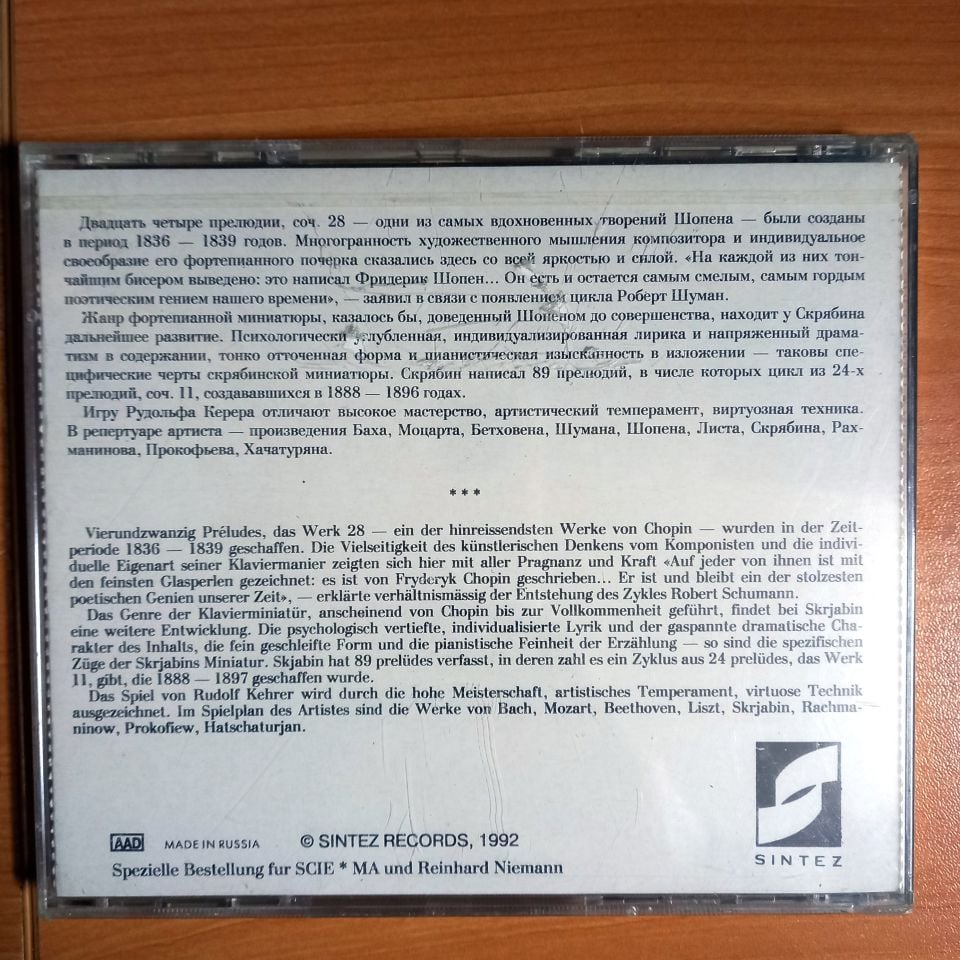 Двадцать четыре прелюдии, соч. 28 — одни из самых вдохновенных творений Шопена — были созданы
в период 1836 — 1839 годов. Многогранность художественного мышления композитора и индивидуальное
своеобразие его фортепианного почерка сказались здесь со всей яркостью и силой. «На каждой из них тон-
чайшим бисером выведено: это написал Фридерик Шопен... Он есть и остается самым смелым, самым гордым
поэтическим гением нашего времени», — заявил в связи с появлением цикла Роберт Шуман.
Жанр фортепианной миниатюры, казалось бы, доведенный Шопеном до совершенства, находит у Скрябина
дальнейшее развитие. Психологически углубленная, индивидуализированная лирика и напряженный драма-
тизм в содержании, тонко отточенная форма и пианистическая изысканность в изложении — таковы спе-
цифические черты скрябинской миниатюры. Скрябин написал 89 прелюдий, в числе которых цикл из 24-х
прелюдий, соч. 11, создававшихся в 1888 — 1896 годах.
Игру Рудольфа Керера отличают высокое мастерство, артистический темперамент, виртуозная техника.
В репертуаре артиста — произведения Баха, Моцарта, Бетховена, Шумана, Шопена, Листа, Скрябина, Рах-
манинова, Прокофьева, Хачатуряна.
* * *
Vierundzwanzig Préludes, das Werk 28 — ein der hinreissendsten Werke von Chopin — wurden in der Zeit-
periode 1836 — 1839 geschaffen. Die Vielseitigkeit des künstlerischen Denkens vom Komponisten und die indivi-
duelle Eigenart seiner Klaviermanier zeigten sich hier mit aller Pragnanz und Kraft «Auf jeder von ihnen ist mit
den feinsten Glasperlen gezeichnet: es ist von Fryderyk Chopin geschrieben... Er ist und bleibt ein der stolzesten
poetischen Genien unserer Zeit», — erklärte verhältnismässig der Entstehung des Zykles Robert Schumann.
Das Genre der Klavierminiatür, anscheinend von Chopin bis zur Vollkommenheit geführt, findet bei Skrjabin
eine weitere Entwicklung. Die psychologisch vertiefte, individualisierte Lyrik und der gaspannte dramatische Cha-
rakter des Inhalts, die fein geschleifte Form und die pianistische Feinheit der Erzählung — so sind die spezifischen
Züge der Skrjabins Miniatur. Skjabin hat 89 prelüdes verfasst, in deren zahl es ein Zyklus aus 24 prelüdes, das Werk
11, gibt, die 1888 — 1897 geschaffen wurde.
Das Spiel von Rudolf Kehrer wird durch die hohe Meisterschaft, artistisches Temperament, virtuose Technik
ausgezeichnet. Im Spielplan des Artistes sind die Werke von Bach, Mozart, Beethoven, Liszt, Skrjabin, Rachma-
ninow, Prokofiew, Hatschaturjan.
AAD MADE IN RUSSIA © SINTEZ RECORDS, 1992
SINTEZ
Spezielle Bestellung fur SCIE * MA und Reinhard Niemann